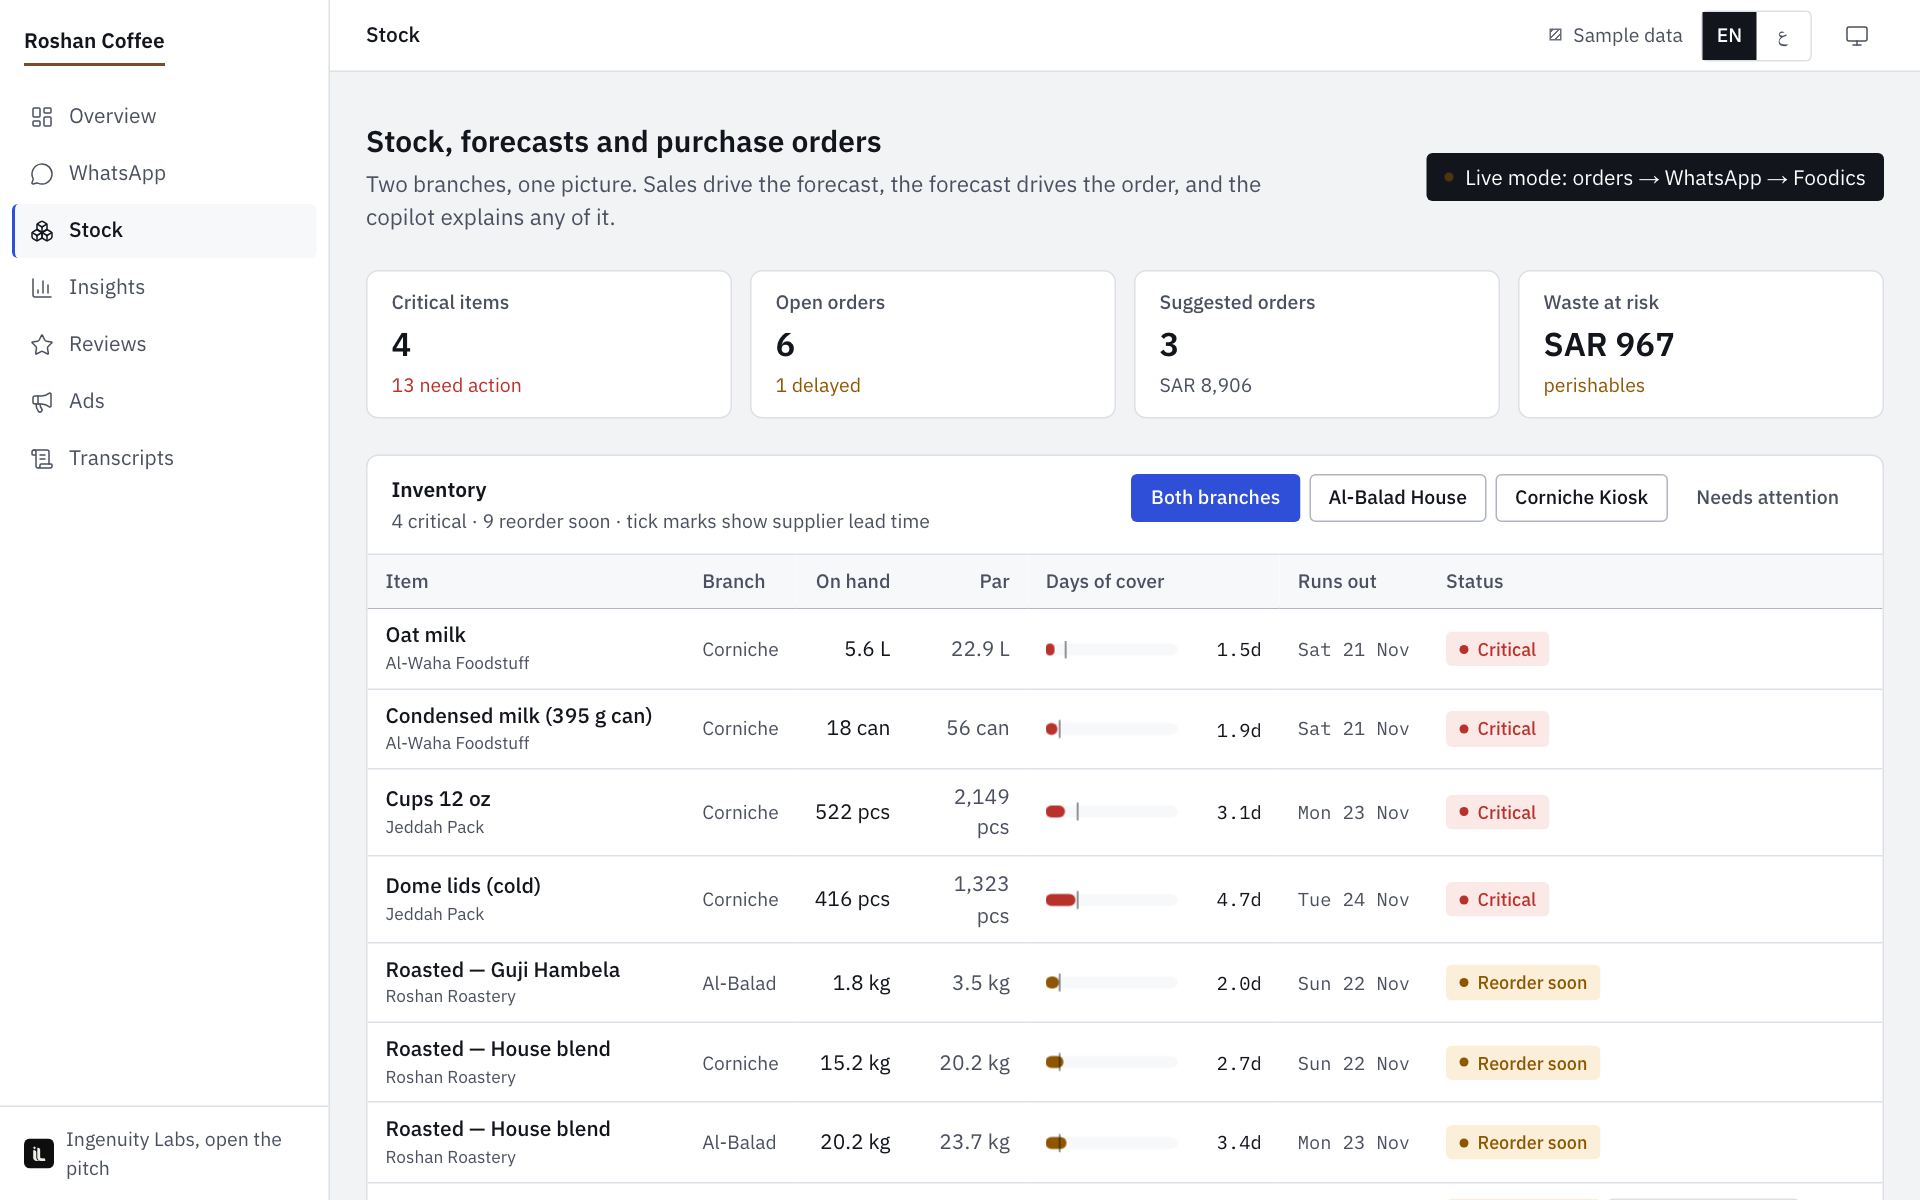 Roshan Coffee
Overview
WhatsApp
Stock
Insights
Reviews
Ads
Transcripts
Ingenuity Labs, open the
pitch
Stock
Sample data
EN
ع
Stock, forecasts and purchase orders
Two branches, one picture. Sales drive the forecast, the forecast drives the order, and the
copilot explains any of it.
Live mode: orders → WhatsApp → Foodics
Critical items
4
13 need action
Open orders
6
1 delayed
Suggested orders
3
SAR 8,906
Waste at risk
SAR 967
perishables
Inventory
4 critical · 9 reorder soon · tick marks show supplier lead time
Both branches
Al-Balad House
Corniche Kiosk
Needs attention
Item Branch On hand Par Days of cover Runs out Status
Oat milk
Al-Waha Foodstuff
Corniche 5.6 L 22.9 L 1.5d Sat 21 Nov Critical
Condensed milk (395 g can)
Al-Waha Foodstuff
Corniche 18 can 56 can 1.9d Sat 21 Nov Critical
Cups 12 oz
Jeddah Pack
Corniche 522 pcs 2,149 pcs 3.1d Mon 23 Nov Critical
Dome lids (cold)
Jeddah Pack
Corniche 416 pcs 1,323 pcs 4.7d Tue 24 Nov Critical
Roasted — Guji Hambela
Roshan Roastery
Al-Balad 1.8 kg 3.5 kg 2.0d Sun 22 Nov Reorder soon
Roasted — House blend
Roshan Roastery
Corniche 15.2 kg 20.2 kg 2.7d Sun 22 Nov Reorder soon
Roasted — House blend
Roshan Roastery
Al-Balad 20.2 kg 23.7 kg 3.4d Mon 23 Nov Reorder soon